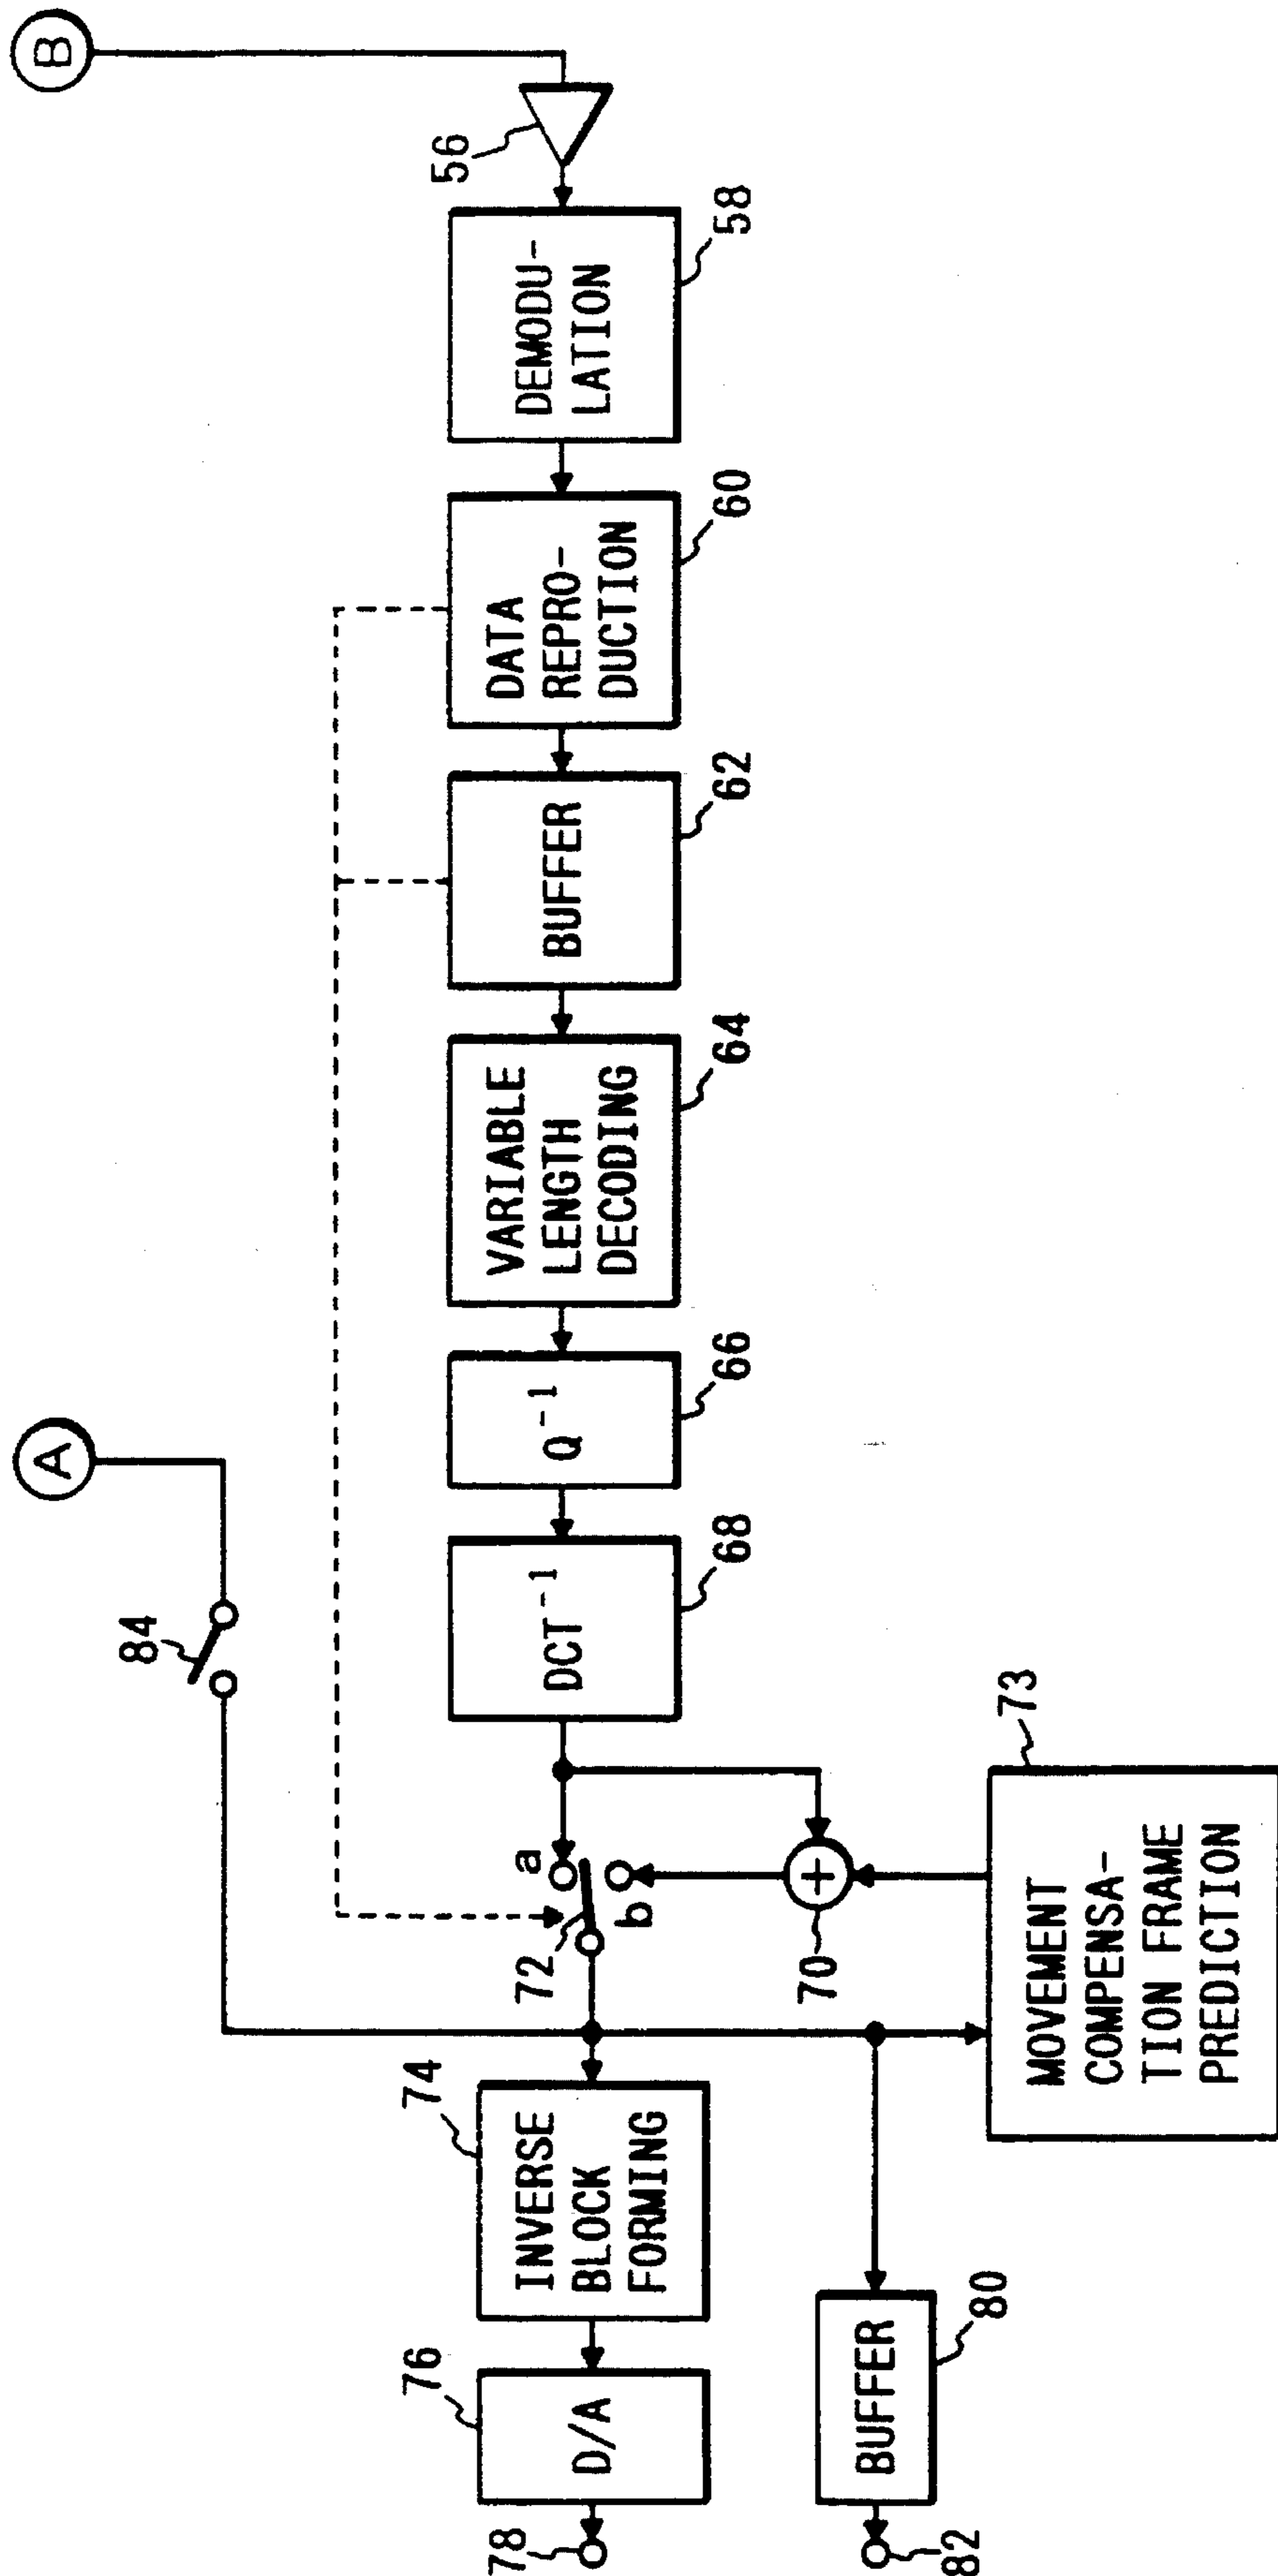 B
56
DEMODU-
LATION
58
DATA
REPRO-
DUCTION
60
BUFFER
62
VARIABLE
LENGTH
DECODING
64
Q⁻¹
66
A
84
DCT⁻¹
68
a
b
72
70
73
MOVEMENT
COMPENSA-
TION FRAME
PREDICTION
74
INVERSE
BLOCK
FORMING
76
D/A
78
BUFFER
80
82